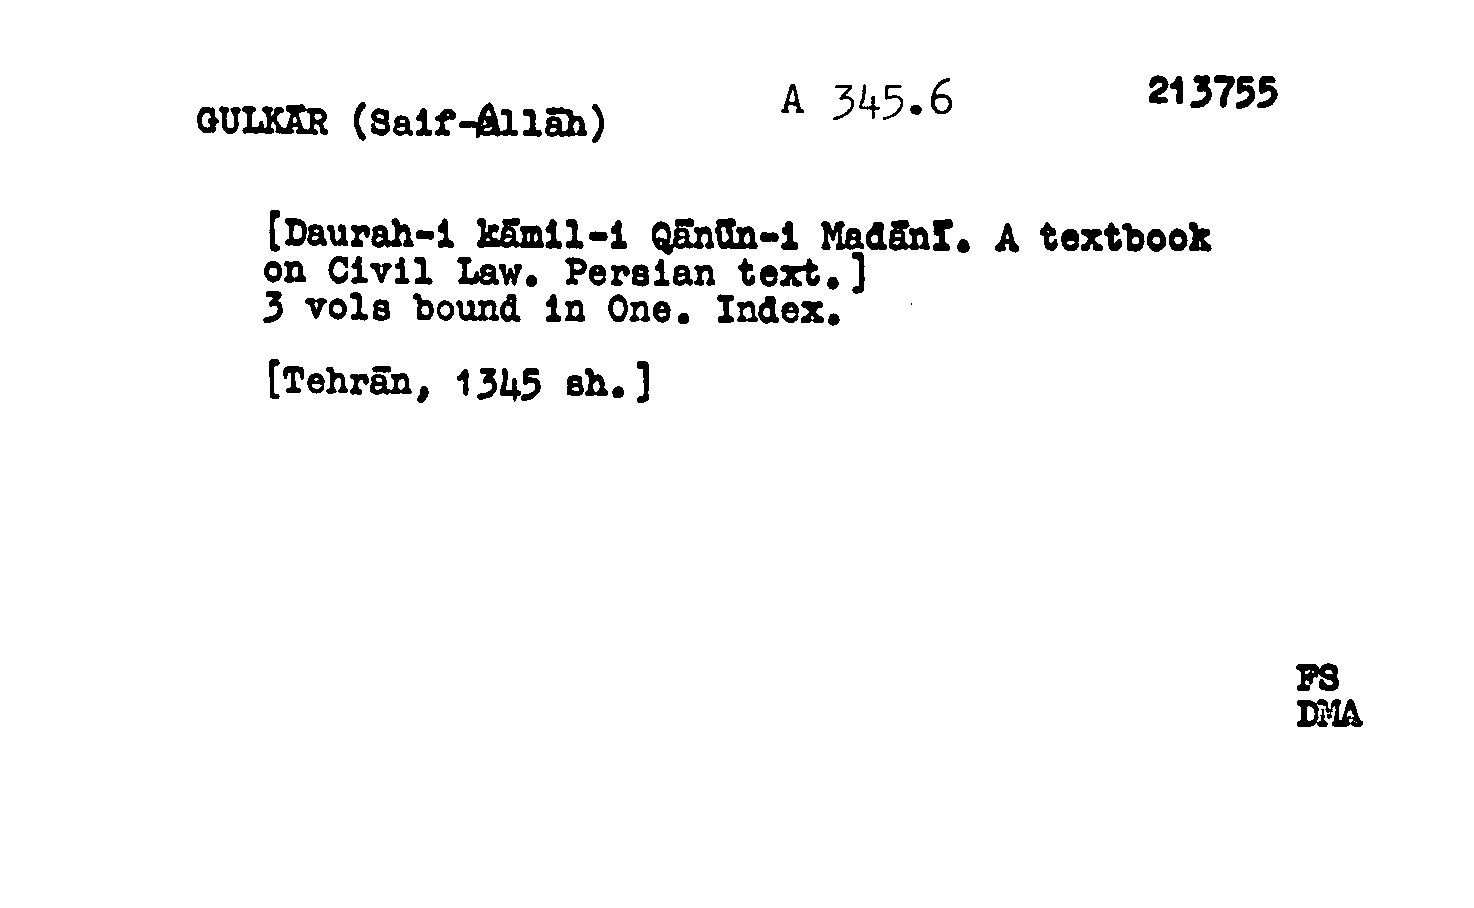 GULKĀR (Saif-Allāh) A 345.6 213755
[Daurah-i kāmil-i Qānūn-i Madānī. A textbook
on Civil Law. Persian text.]
3 vols bound in One. Index.
[Tehrān, 1345 sh.]
FS
DMA